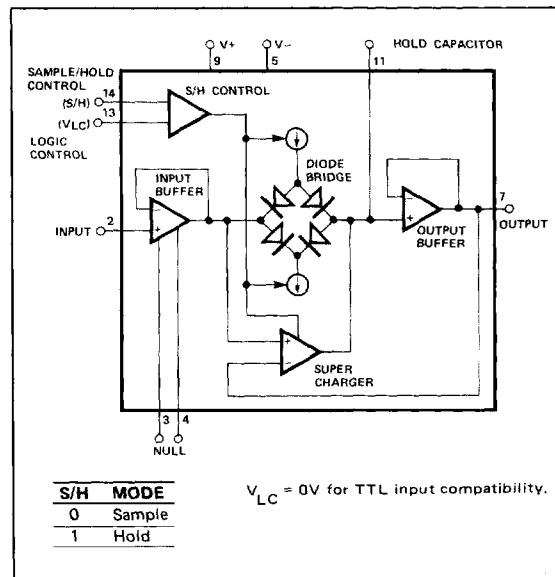 V+
V−
HOLD CAPACITOR
9
5
11
SAMPLE/HOLD
CONTROL
14
(S/H)
13
(VLC)
LOGIC
CONTROL
S/H CONTROL
DIODE
BRIDGE
INPUT
BUFFER
−
+
2
INPUT
−
+
OUTPUT
BUFFER
7
OUTPUT
+
−
SUPER
CHARGER
3
4
NULL
S/H MODE
0 Sample
1 Hold
VLC = 0V for TTL input compatibility.